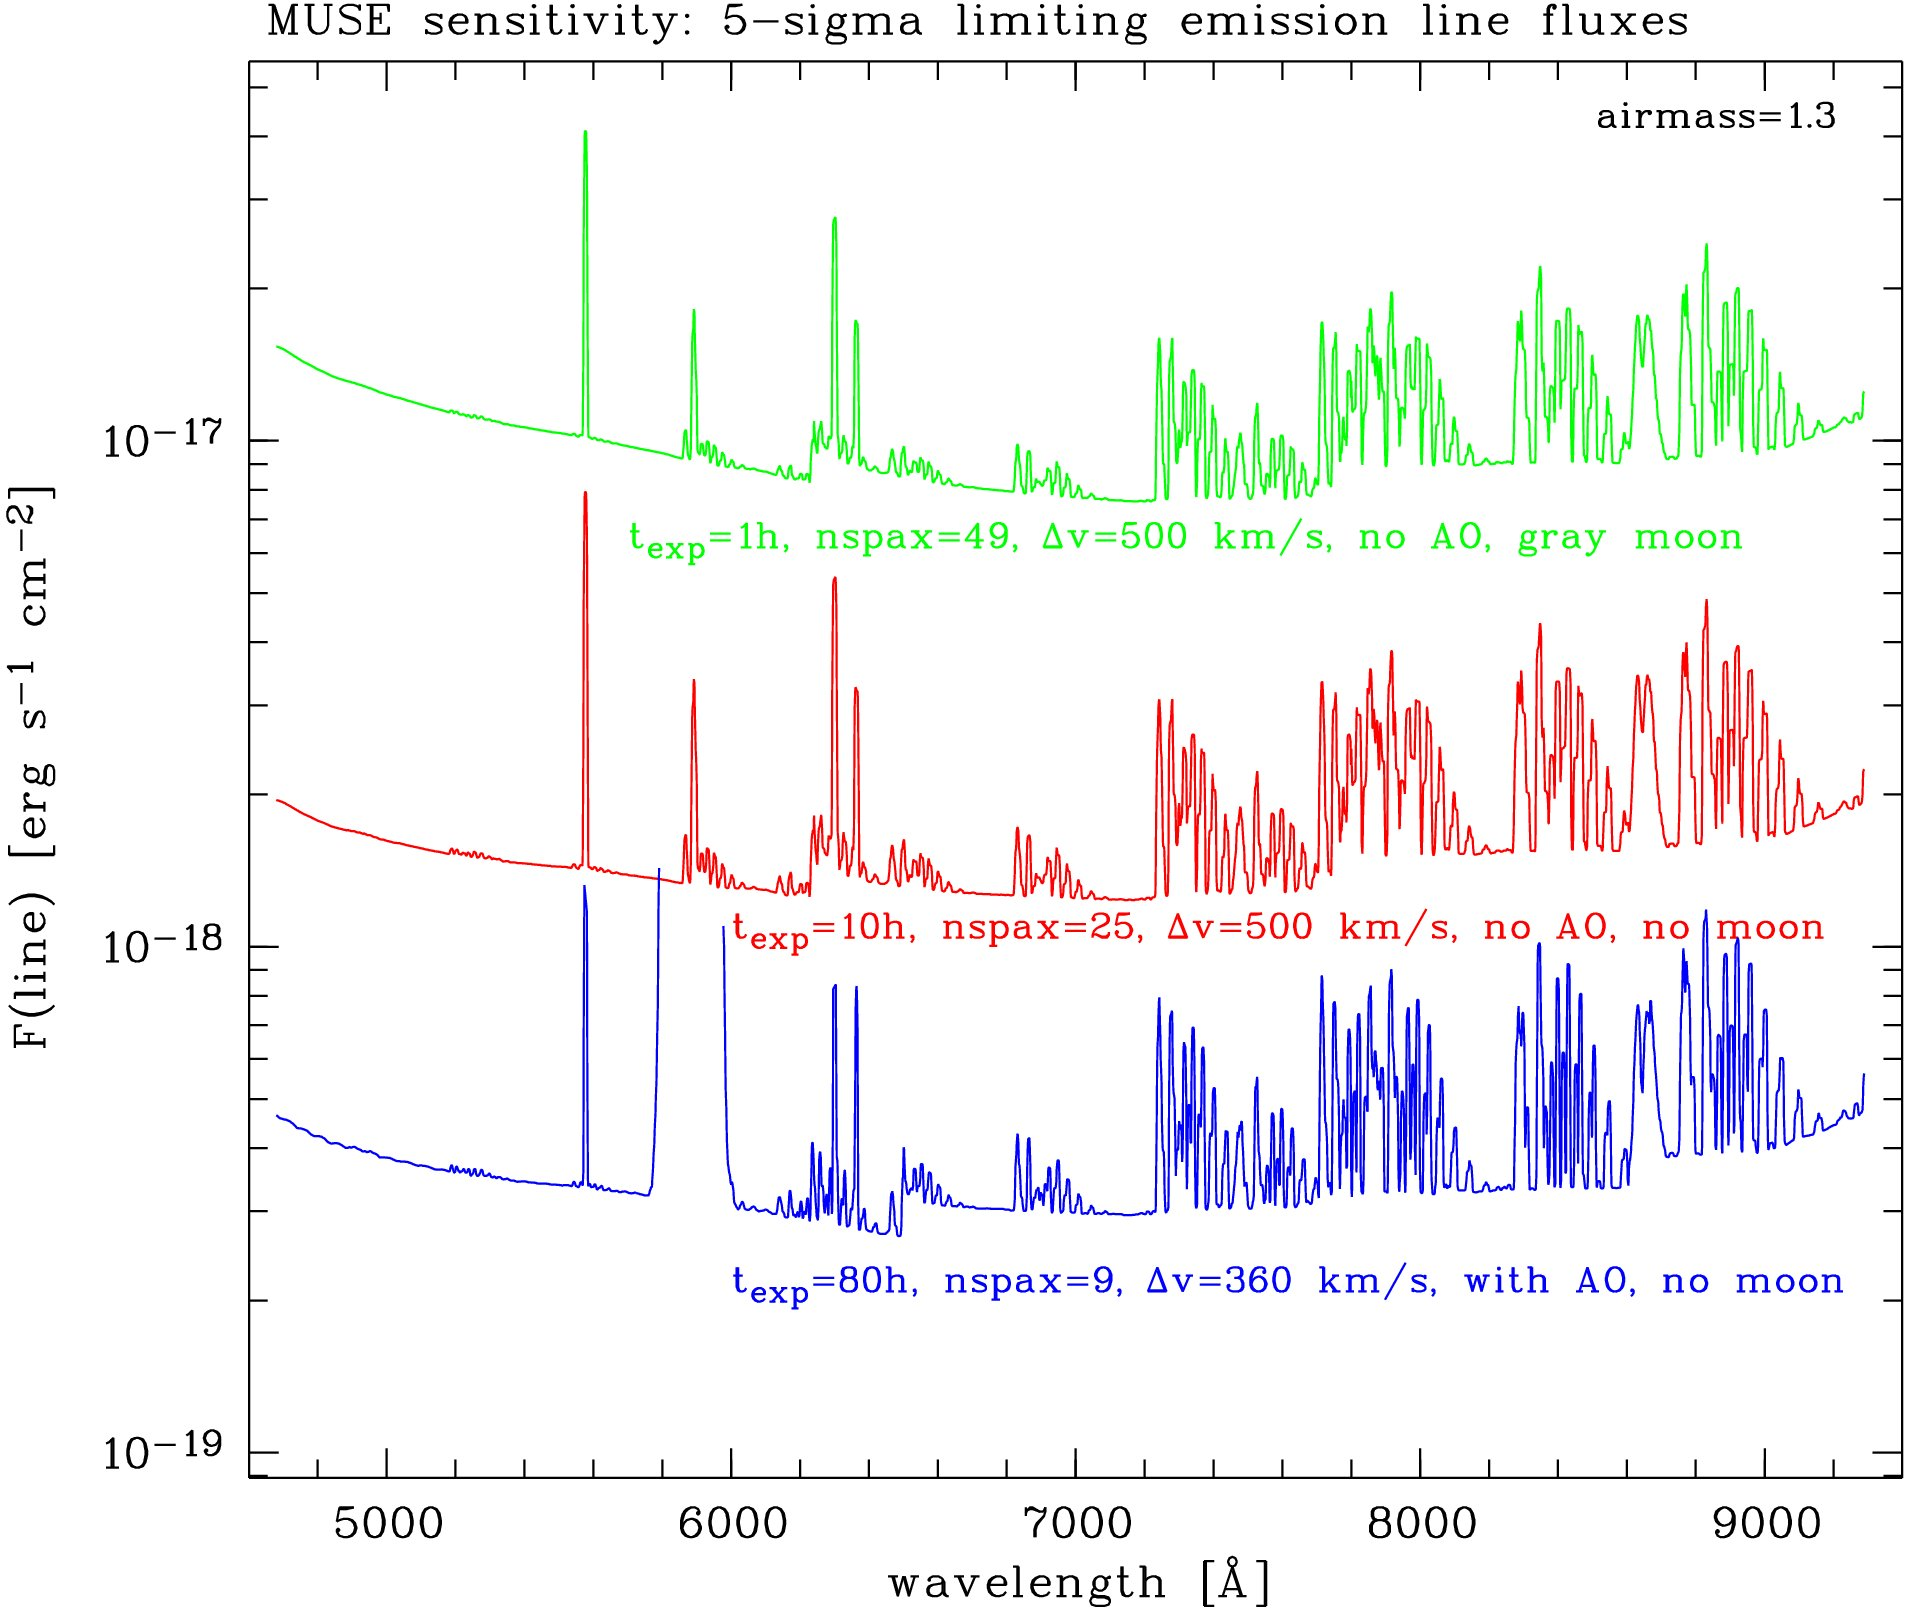 MUSE sensitivity: 5-sigma limiting emission line fluxes
airmass=1.3
10−17
t_exp=1h, nspax=49, Δv=500 km/s, no AO, gray moon
F(line) [erg s−1 cm−2]
t_exp=10h, nspax=25, Δv=500 km/s, no AO, no moon
10−18
t_exp=80h, nspax=9, Δv=360 km/s, with AO, no moon
10−19
5000 6000 7000 8000 9000
wavelength [Å]